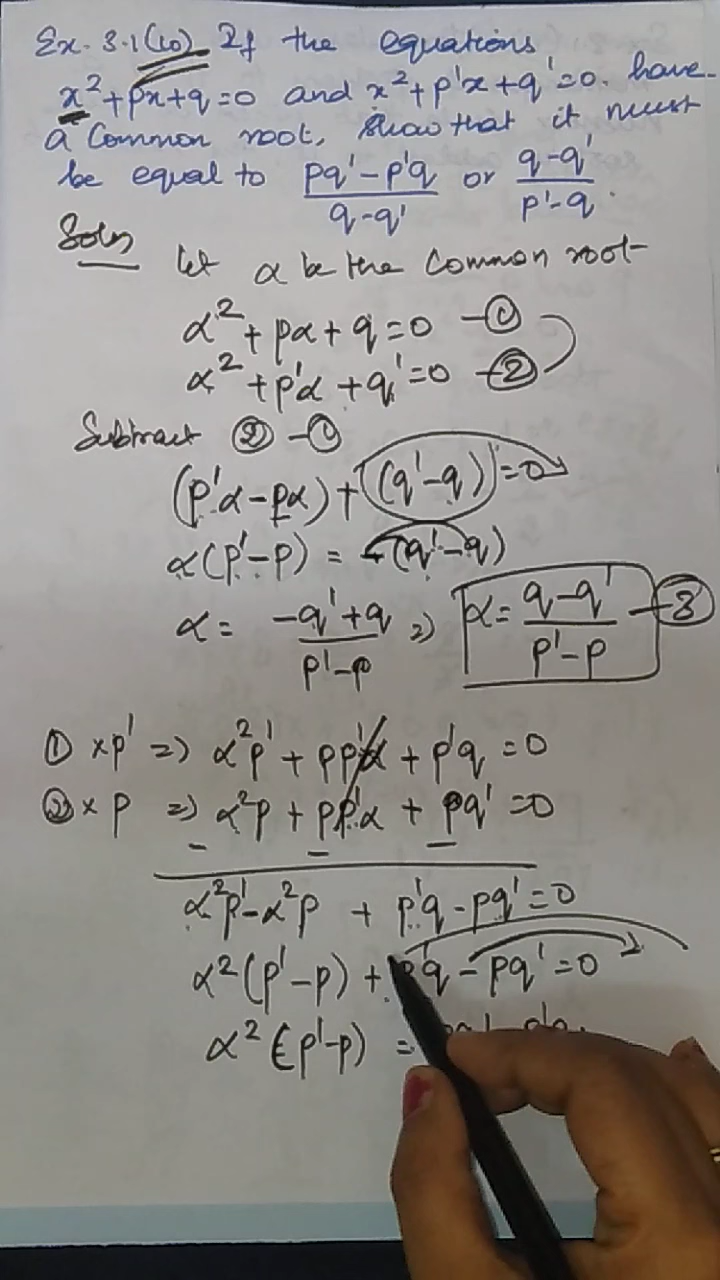 Ex. 3.1(10) If the equations
x²+px+q=0 and x²+p'x+q'=0 have
a Common root, show that it must
be equal to (pq'-p'q)/(q-q') or (q-q')/(p'-q).
Soln
let α be the Common root-
α²+pα+q=0 -①
α²+p'α+q'=0 -②
Subtract ②-①
(p'α-pα)+(q'-q)=0
α(p'-p) = -(q'-q)
α = (-q'+q)/(p'-p) ⇒ α = (q-q')/(p'-p) -③
① ×p' ⇒ α²p' + pp'α + p'q = 0
② × p ⇒ α²p + pp'α + pq' = 0
- - -
α²p'-α²p + p'q-pq'=0
α²(p'-p) + p'q - pq'=0
α²(p'-p) =